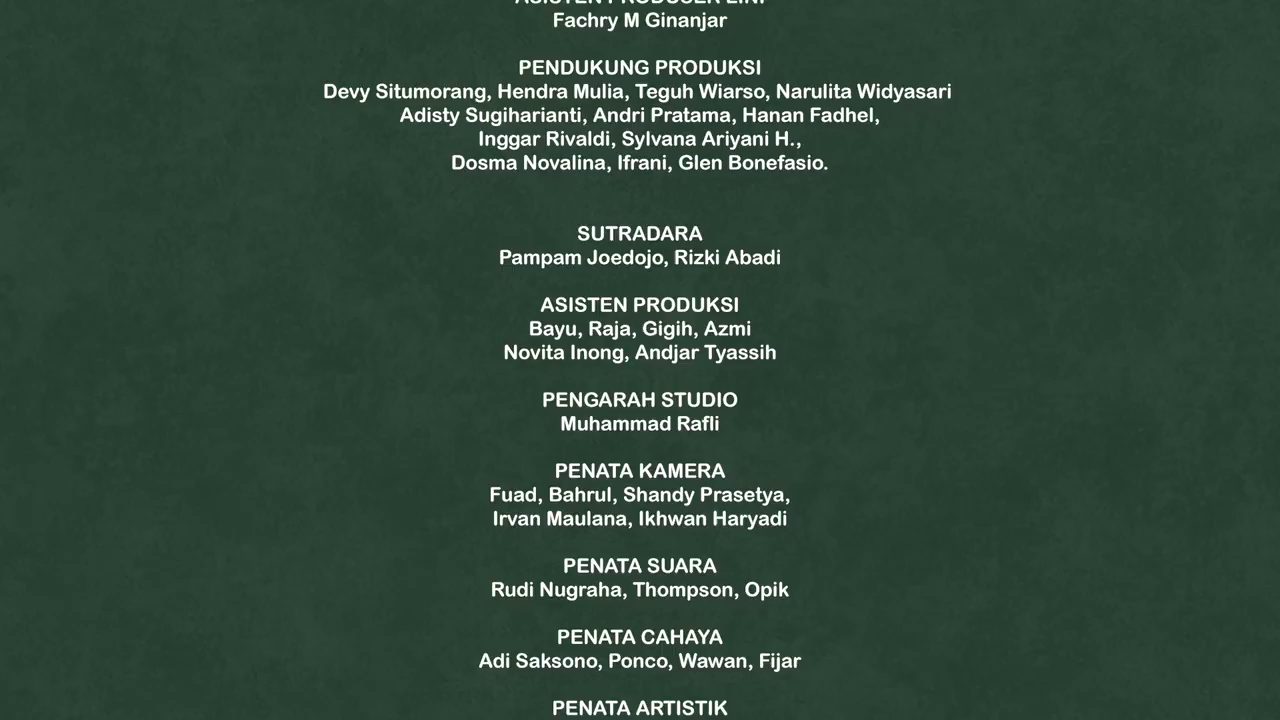 ASISTEN PRODUSER LINI
Fachry M Ginanjar
PENDUKUNG PRODUKSI
Devy Situmorang, Hendra Mulia, Teguh Wiarso, Narulita Widyasari
Adisty Sugiharianti, Andri Pratama, Hanan Fadhel,
Inggar Rivaldi, Sylvana Ariyani H.,
Dosma Novalina, Ifrani, Glen Bonefasio.
SUTRADARA
Pampam Joedojo, Rizki Abadi
ASISTEN PRODUKSI
Bayu, Raja, Gigih, Azmi
Novita Inong, Andjar Tyassih
PENGARAH STUDIO
Muhammad Rafli
PENATA KAMERA
Fuad, Bahrul, Shandy Prasetya,
Irvan Maulana, Ikhwan Haryadi
PENATA SUARA
Rudi Nugraha, Thompson, Opik
PENATA CAHAYA
Adi Saksono, Ponco, Wawan, Fijar
PENATA ARTISTIK